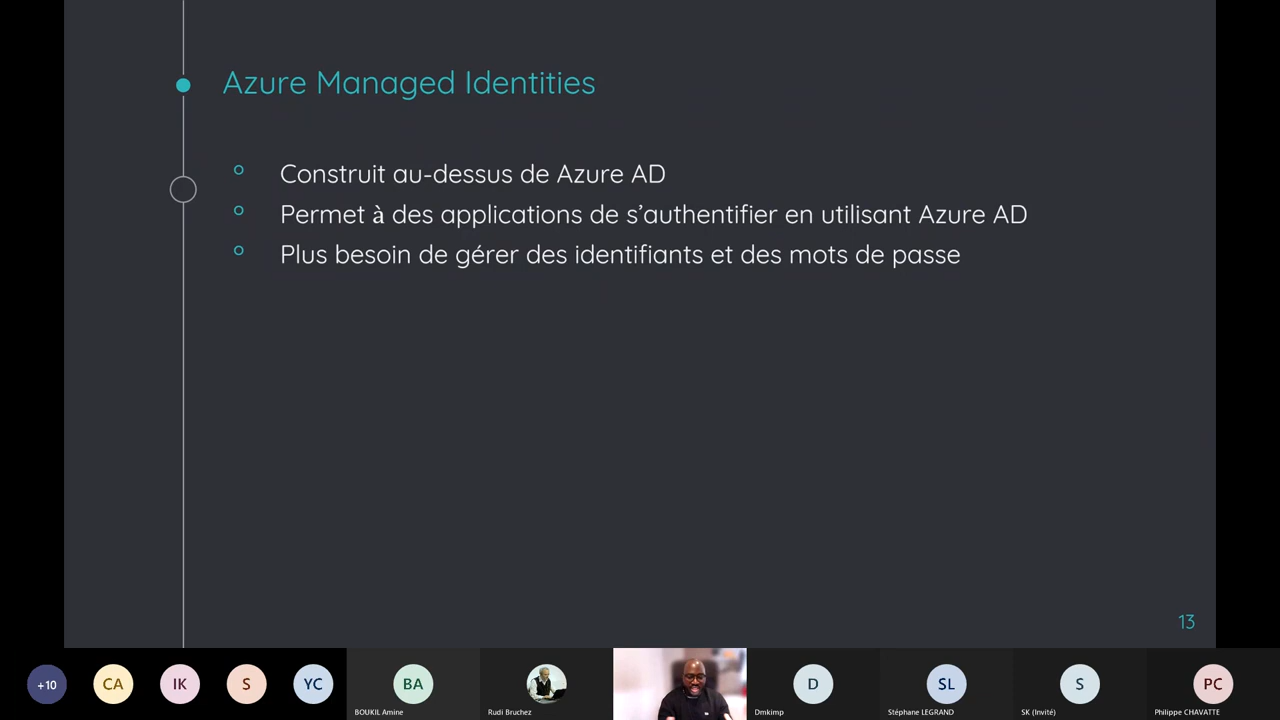 Azure Managed Identities
Construit au-dessus de Azure AD
Permet à des applications de s’authentifier en utilisant Azure AD
Plus besoin de gérer des identifiants et des mots de passe
13
+10
CA
IK
S
YC
BA
D
SL
S
PC
BOUKIL Amine
Rudi Bruchez
Dmkimp
Stéphane LEGRAND
SK (Invité)
Philippe CHAVATTE